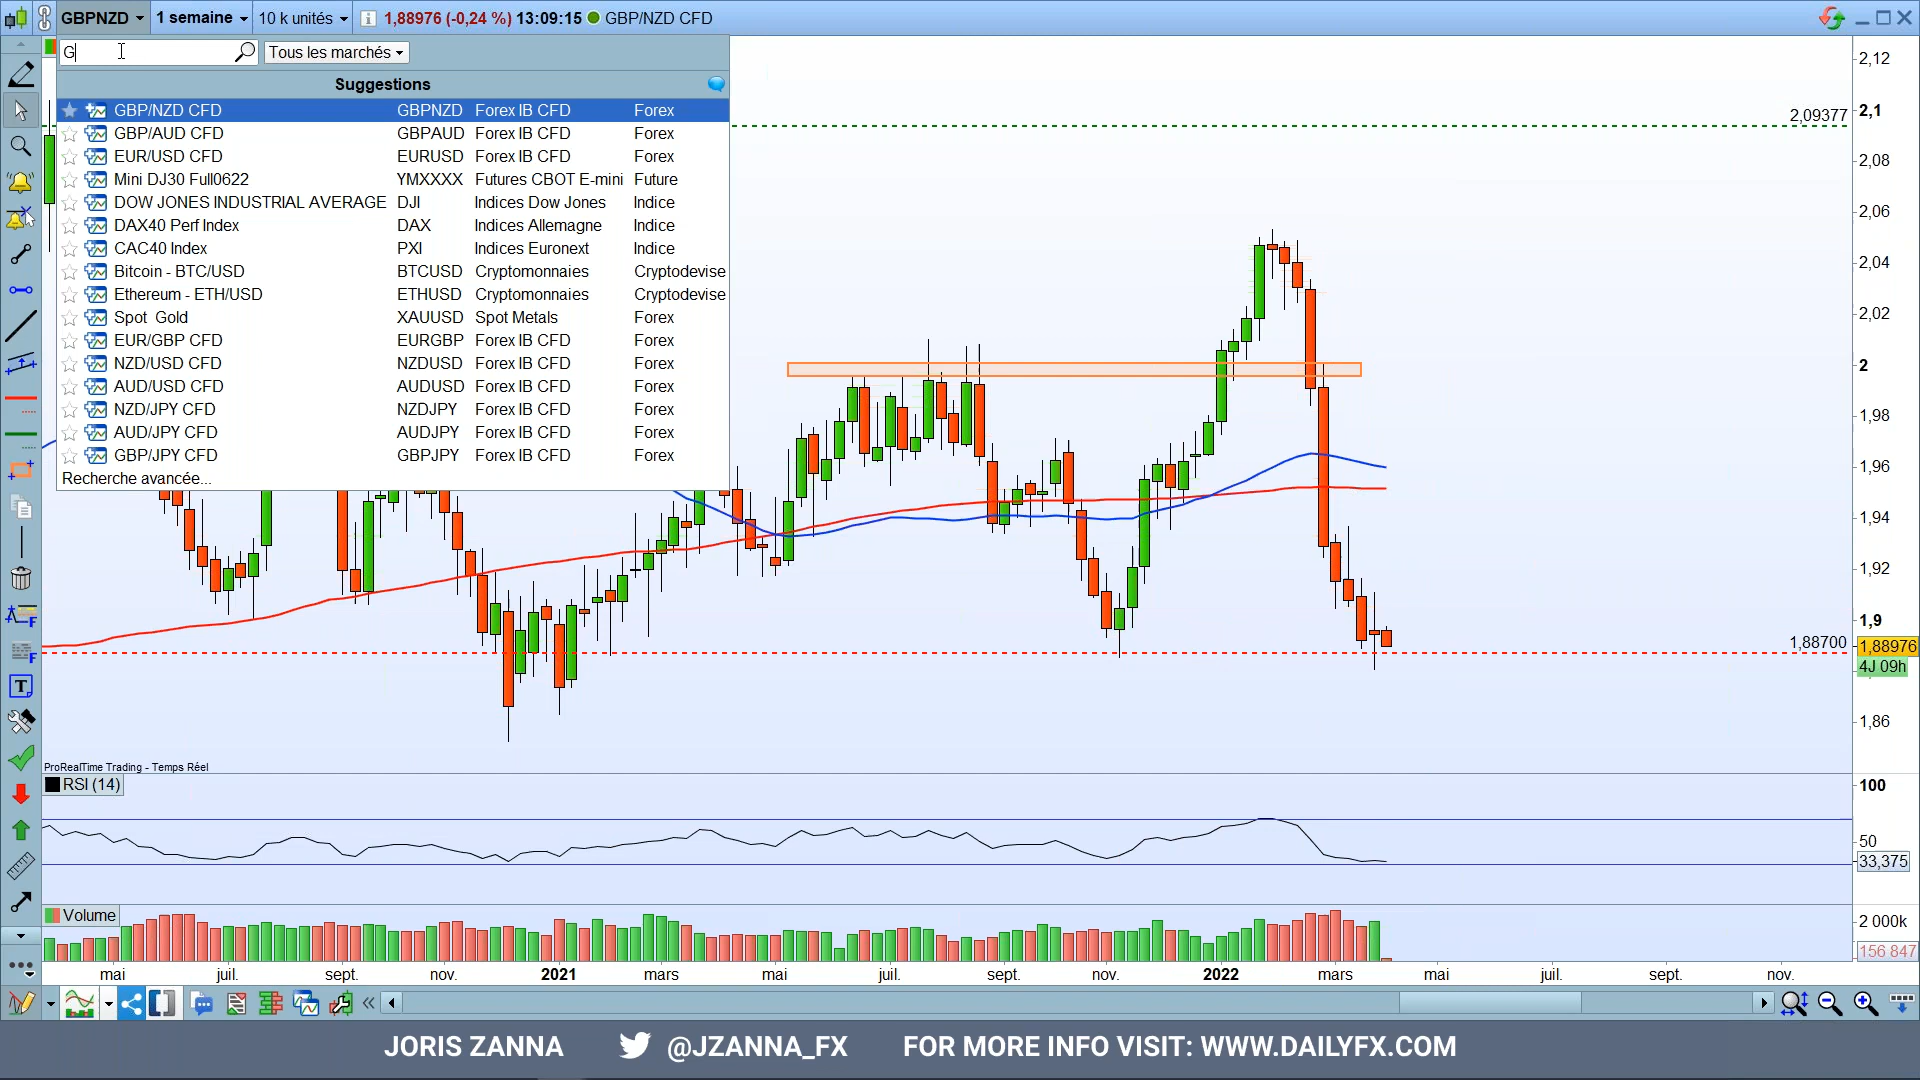 GBPNZD 1 semaine 10 k unités 1,88976 (-0,24 %) 13:09:15 GBP/NZD CFD
G Tous les marchés
Suggestions
GBP/NZD CFD GBPNZD Forex IB CFD Forex
GBP/AUD CFD GBPAUD Forex IB CFD Forex
EUR/USD CFD EURUSD Forex IB CFD Forex
Mini DJ30 Full0622 YMXXXX Futures CBOT E-mini Future
DOW JONES INDUSTRIAL AVERAGE DJI Indices Dow Jones Indice
DAX40 Perf Index DAX Indices Allemagne Indice
CAC40 Index PXI Indices Euronext Indice
Bitcoin - BTC/USD BTCUSD Cryptomonnaies Cryptodevise
Ethereum - ETH/USD ETHUSD Cryptomonnaies Cryptodevise
Spot Gold XAUUSD Spot Metals Forex
EUR/GBP CFD EURGBP Forex IB CFD Forex
NZD/USD CFD NZDUSD Forex IB CFD Forex
AUD/USD CFD AUDUSD Forex IB CFD Forex
NZD/JPY CFD NZDJPY Forex IB CFD Forex
AUD/JPY CFD AUDJPY Forex IB CFD Forex
GBP/JPY CFD GBPJPY Forex IB CFD Forex
Recherche avancée...
2,12
2,09377 2,1
2,08
2,06
2,04
2,02
2
1,98
1,96
1,94
1,92
1,9
1,88700 1,88976
4J 09h
1,86
ProRealTime Trading - Temps Réel
RSI (14)
100
50
33,375
Volume
2 000k
156 847
mai juil. sept. nov. 2021 mars mai juil. sept. nov. 2022 mars mai juil. sept. nov.
JORIS ZANNA @JZANNA_FX FOR MORE INFO VISIT: WWW.DAILYFX.COM